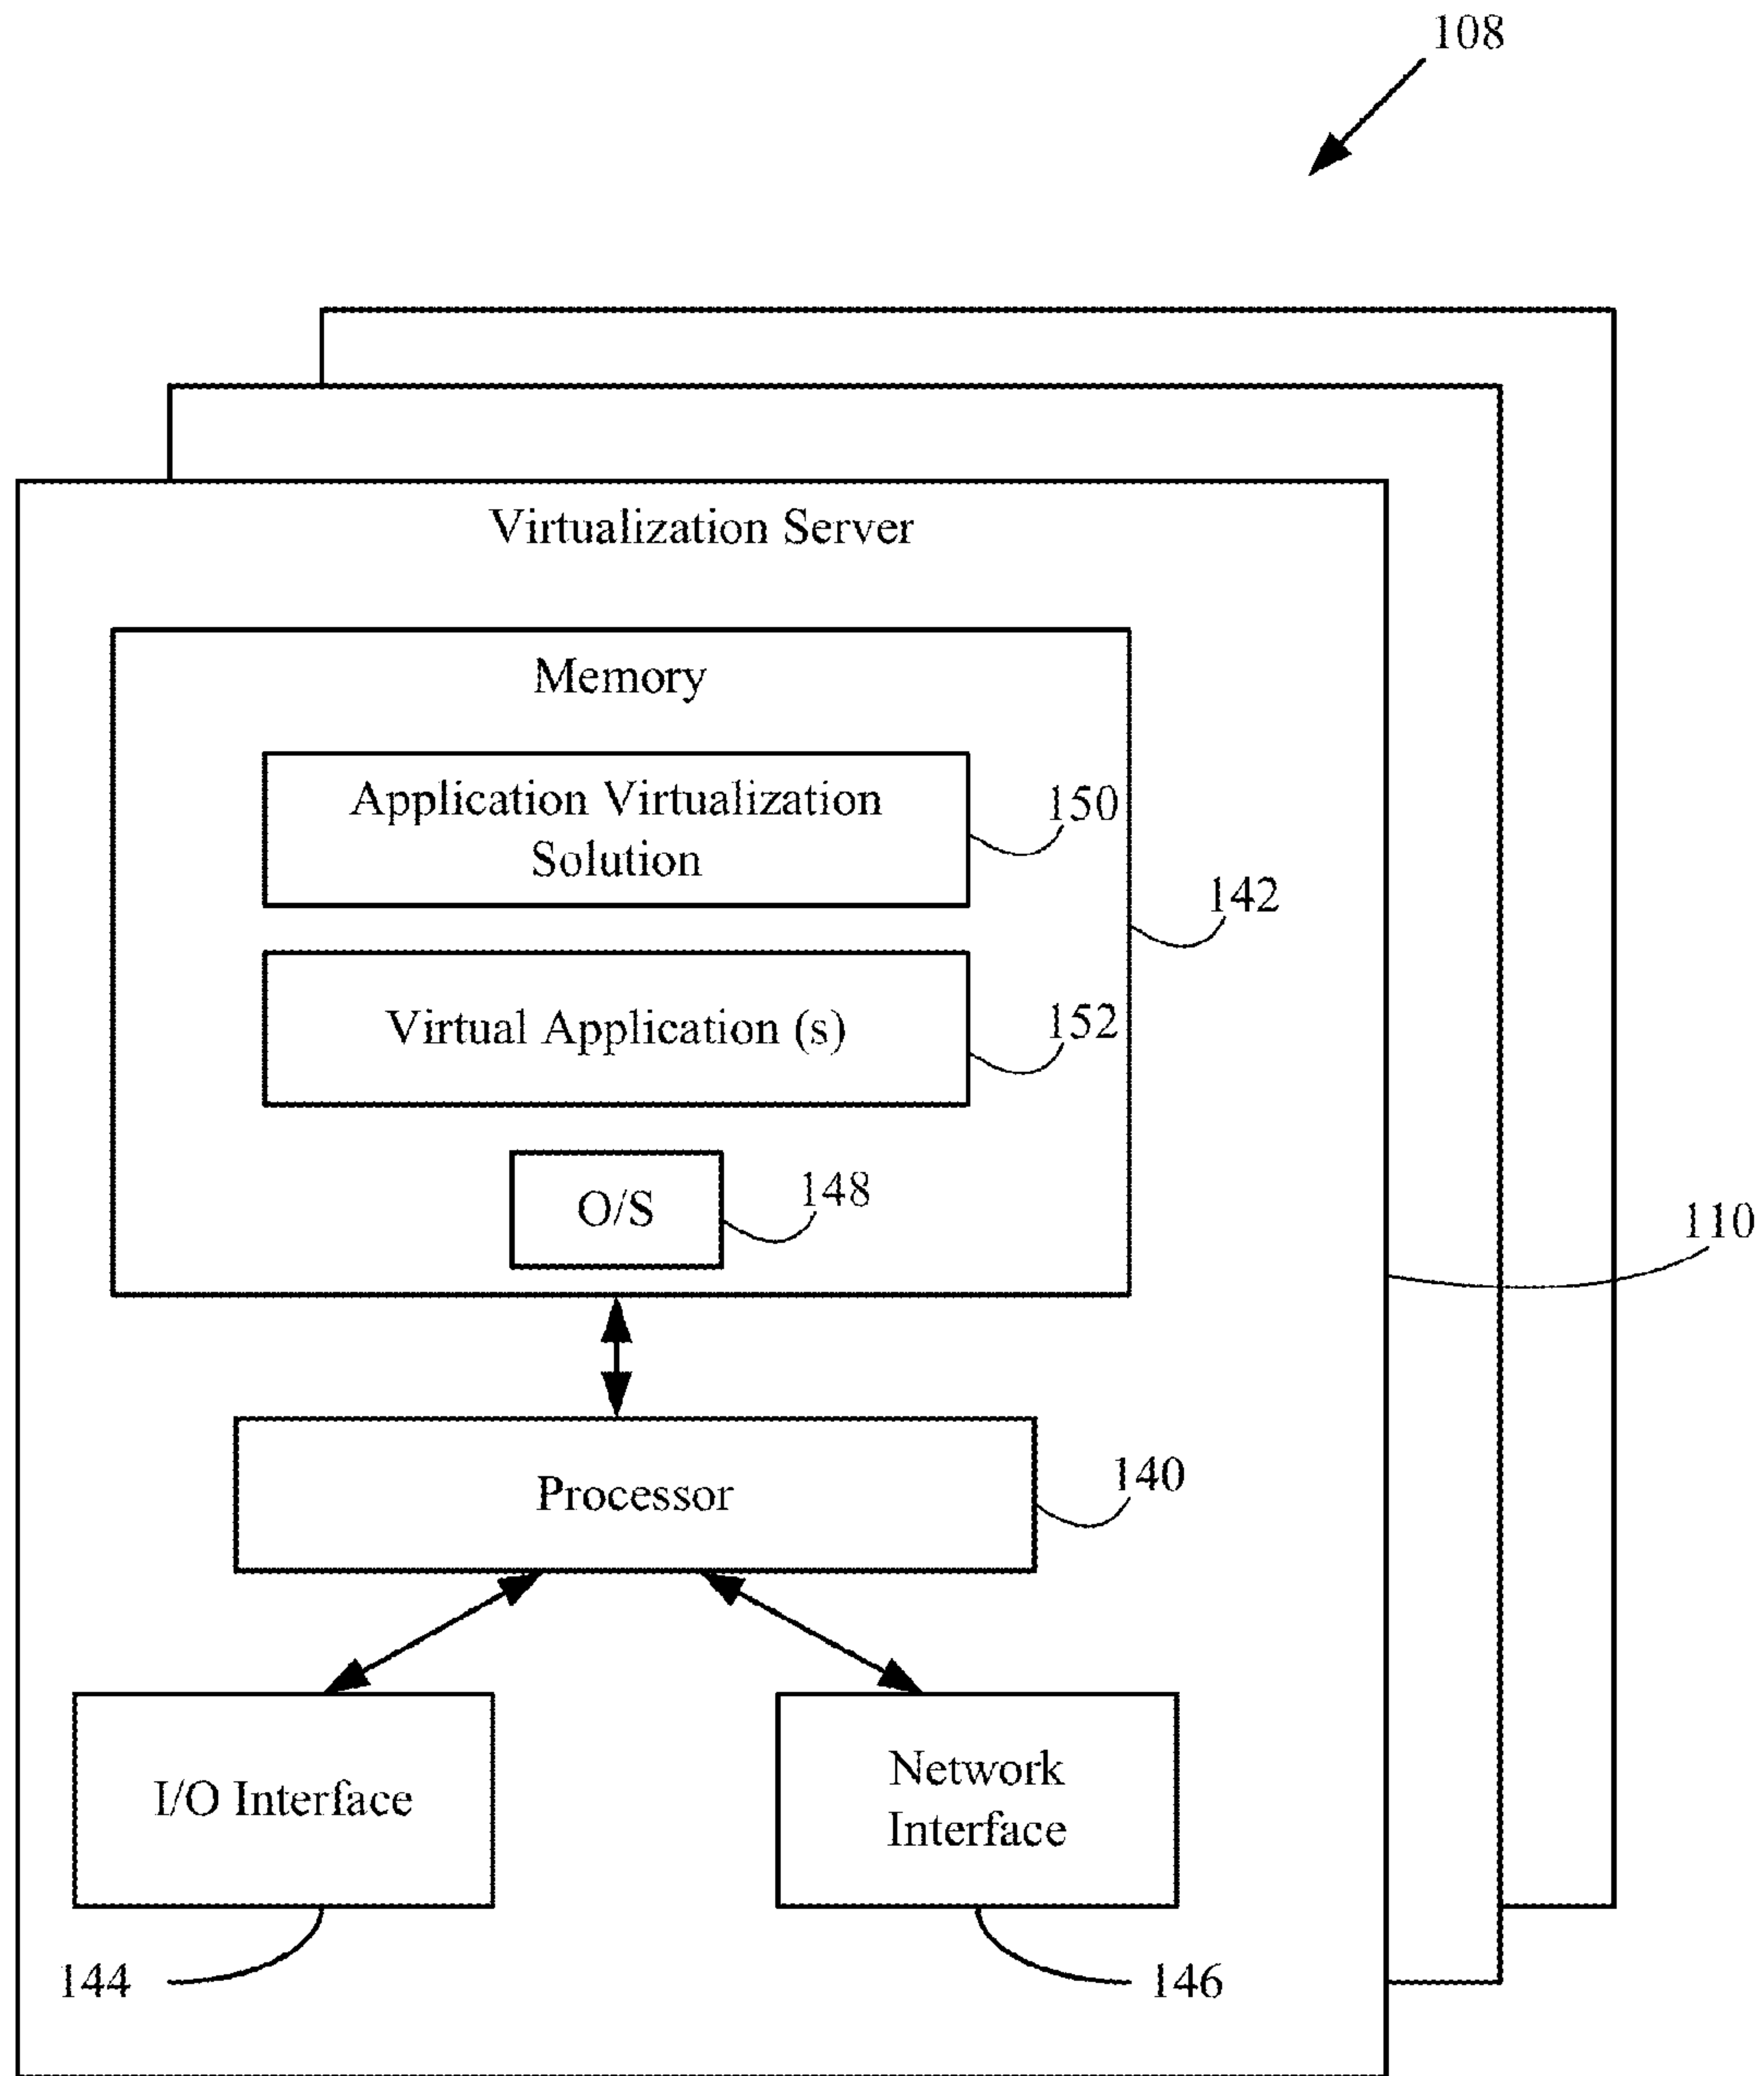 108
Virtualization Server
Memory
Application Virtualization
Solution
150
142
Virtual Application (s)
152
O/S
148
110
Processor
140
I/O Interface
Network
Interface
144
146